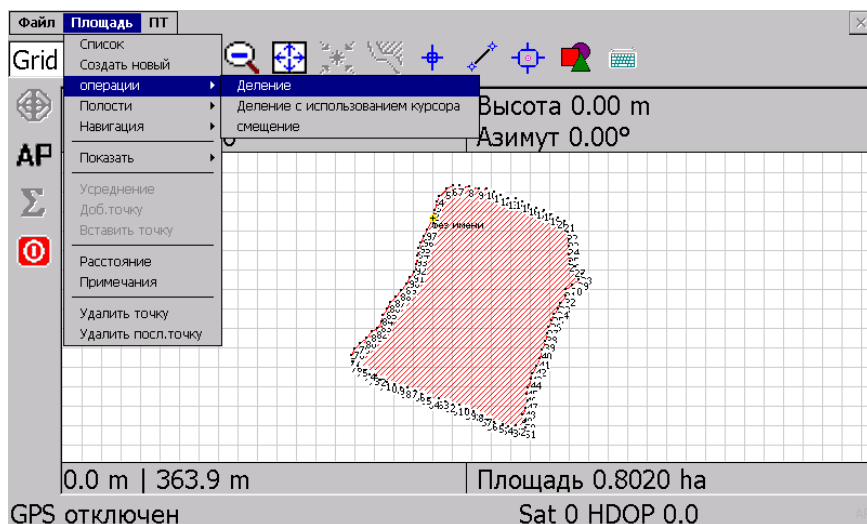 Файл Площадь ПТ
Grid
Список
Создать новый
операции
Полости
Навигация
Показать
Усреднение
Доб.точку
Вставить точку
Расстояние
Примечания
Удалить точку
Удалить посл.точку
Деление
Деление с использованием курсора
смещение
Высота 0.00 m
Азимут 0.00°
AP
Σ
Без имени
0.0 m | 363.9 m
Площадь 0.8020 ha
GPS отключен
Sat 0 HDOP 0.0